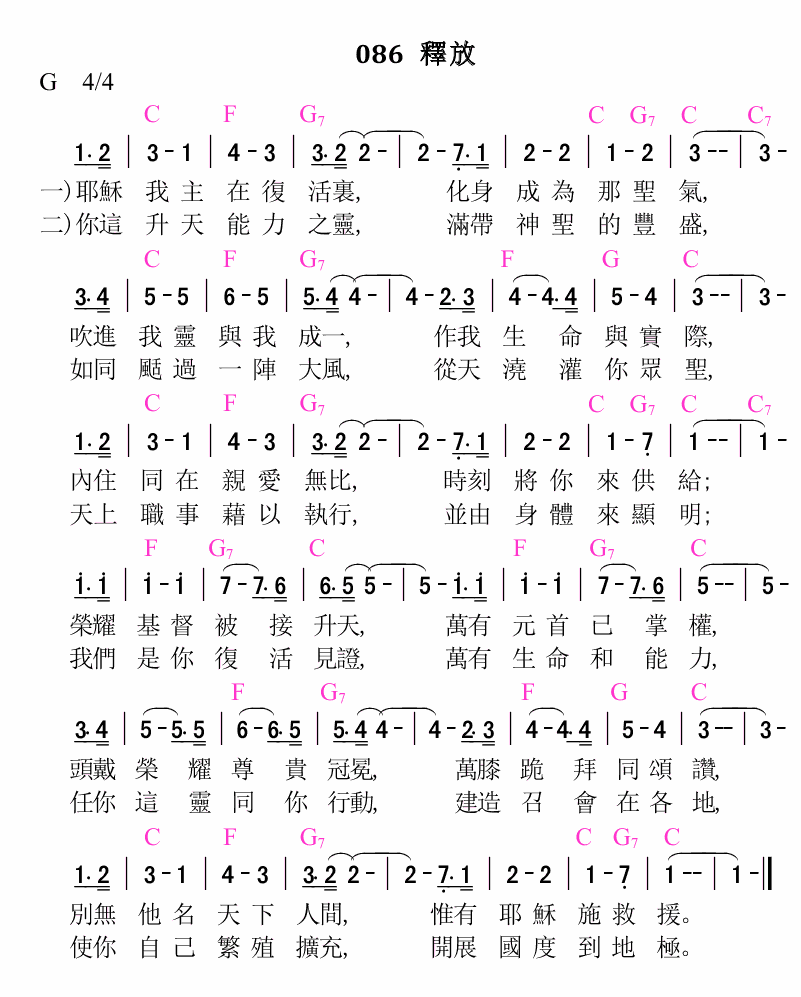 086 釋放
G 4/4
C F G7 C G7 C C7
1. 2 | 3 - 1 | 4 - 3 | 3. 2 2 - | 2 - 7. 1 | 2 - 2 | 1 - 2 | 3 - - | 3 -
一)耶穌 我 主 在 復 活裏, 化身 成 為 那 聖 氣,
二)你這 升 天 能 力 之靈, 滿帶 神 聖 的 豐 盛,
C F G7 F G C
3. 4 | 5 - 5 | 6 - 5 | 5. 4 4 - | 4 - 2. 3 | 4 - 4. 4 | 5 - 4 | 3 - - | 3 -
吹進 我 靈 與 我 成一, 作我 生 命 與 實 際,
如同 颳 過 一 陣 大風, 從天 澆 灌 你 眾 聖,
C F G7 C G7 C C7
1. 2 | 3 - 1 | 4 - 3 | 3. 2 2 - | 2 - 7. 1 | 2 - 2 | 1 - 7 | 1 - - | 1 -
內住 同 在 親 愛 無比, 時刻 將 你 來 供 給;
天上 職 事 藉 以 執行, 並由 身 體 來 顯 明;
F G7 C F G7 C
1. 1 | 1 - 1 | 7 - 7. 6 | 6. 5 5 - | 5 - 1. 1 | 1 - 1 | 7 - 7. 6 | 5 - - | 5 -
榮耀 基 督 被 接 升天, 萬有 元 首 已 掌 權,
我們 是 你 復 活 見證, 萬有 生 命 和 能 力,
F G7 F G C
3. 4 | 5 - 5. 5 | 6 - 6. 5 | 5. 4 4 - | 4 - 2. 3 | 4 - 4. 4 | 5 - 4 | 3 - - | 3 -
頭戴 榮 耀 尊 貴 冠冕, 萬膝 跪 拜 同 頌 讚,
任你 這 靈 同 你 行動, 建造 召 會 在 各 地,
C F G7 C G7 C
1. 2 | 3 - 1 | 4 - 3 | 3. 2 2 - | 2 - 7. 1 | 2 - 2 | 1 - 7 | 1 - - | 1 - ‖
別無 他 名 天 下 人間, 惟有 耶 穌 施 救 援。
使你 自 己 繁 殖 擴充, 開展 國 度 到 地 極。